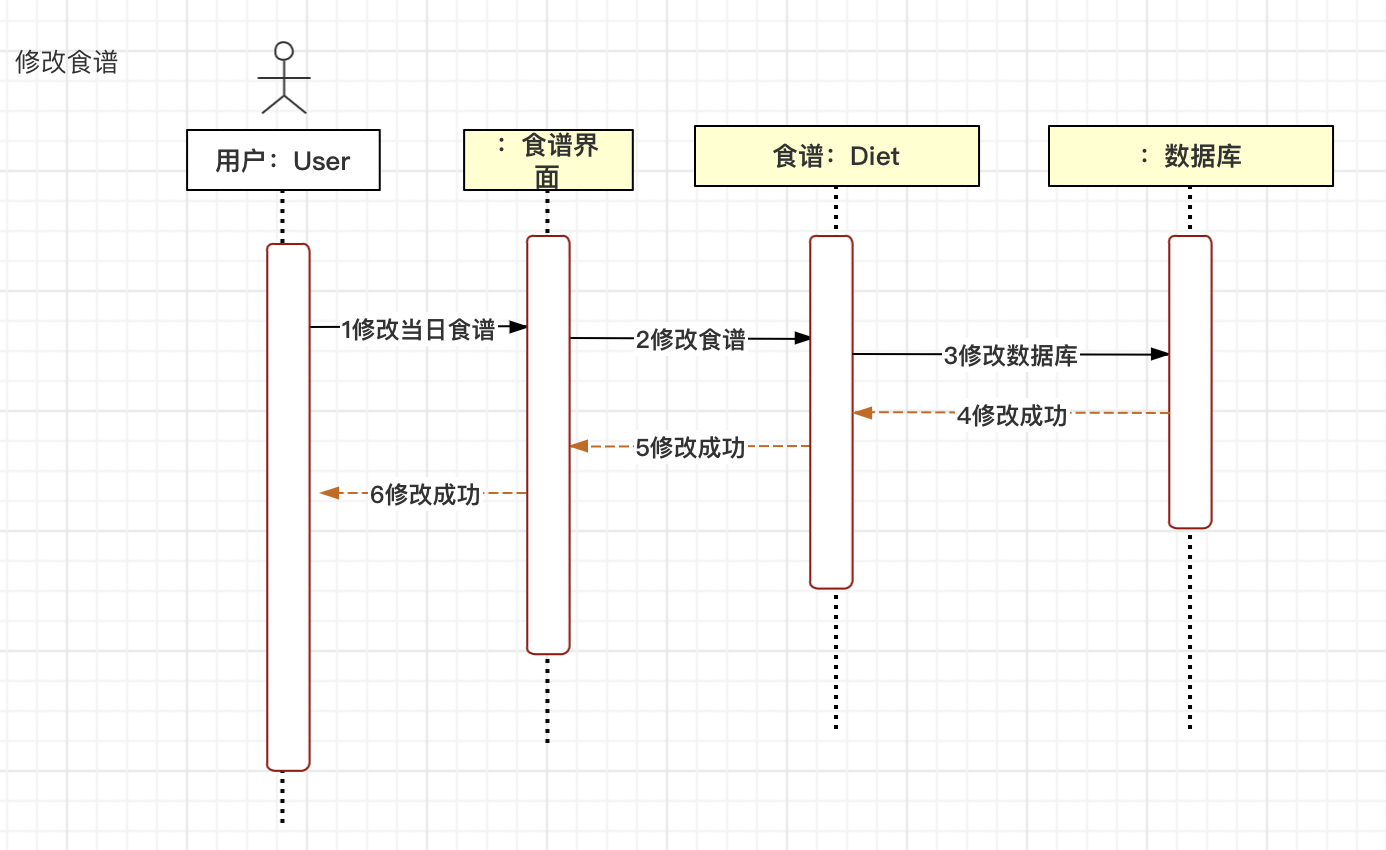 修改食谱
用户：User
：食谱界
面
食谱：Diet
：数据库
1修改当日食谱
2修改食谱
3修改数据库
4修改成功
5修改成功
6修改成功